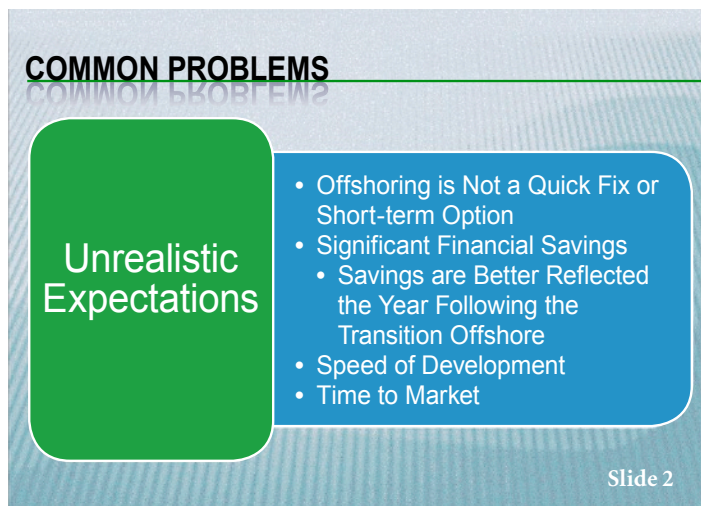 COMMON PROBLEMS
Unrealistic
Expectations
• Offshoring is Not a Quick Fix or
Short-term Option
• Significant Financial Savings
• Savings are Better Reflected
the Year Following the
Transition Offshore
• Speed of Development
• Time to Market
Slide 2